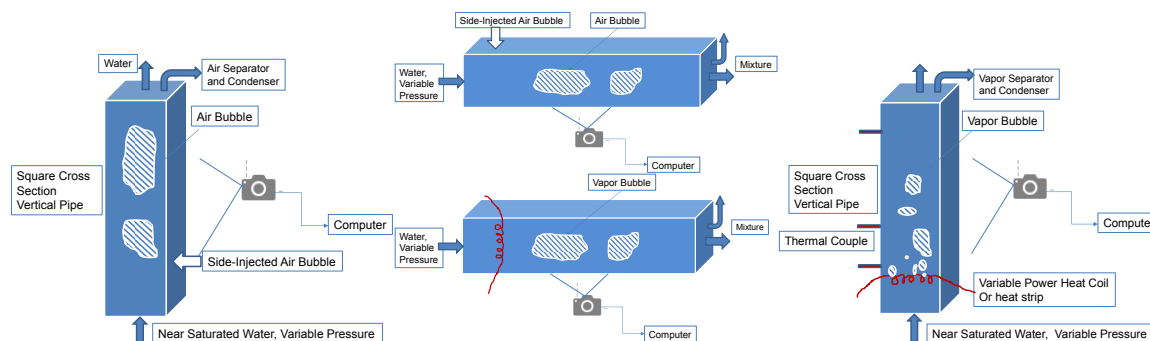 Water
Air Separator
and Condenser
Air Bubble
Square Cross
Section
Vertical Pipe
Computer
Side-Injected Air Bubble
Near Saturated Water, Variable Pressure
Side-Injected Air Bubble
Air Bubble
Water,
Variable
Pressure
Mixture
Computer
Vapor Bubble
Water,
Variable
Pressure
Mixture
Computer
Vapor Separator
and Condenser
Vapor Bubble
Square Cross
Section
Vertical Pipe
Thermal Couple
Compute
Variable Power Heat Coil
Or heat strip
Near Saturated Water, Variable Pressure